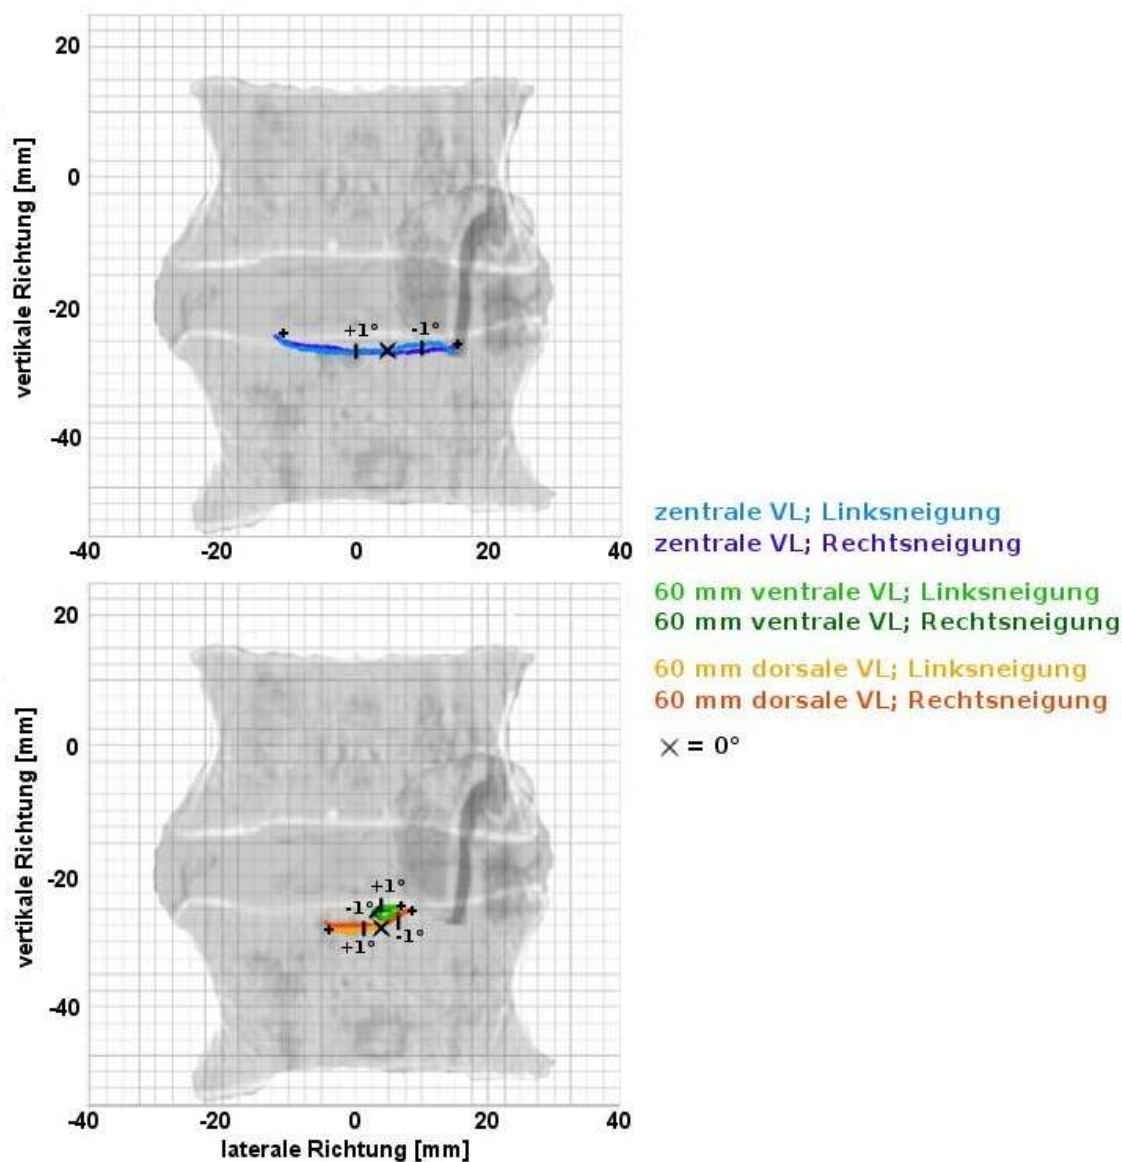 20
0
-20
-40
vertikale Richtung [mm]
+1°
-1°
-40
-20
0
20
40
zentrale VL; Linksneigung
zentrale VL; Rechtsneigung
60 mm ventrale VL; Linksneigung
60 mm ventrale VL; Rechtsneigung
60 mm dorsale VL; Linksneigung
60 mm dorsale VL; Rechtsneigung
× = 0°
20
0
-20
-40
vertikale Richtung [mm]
+1°
-1°
+1°
-1°
-40
-20
0
20
40
laterale Richtung [mm]